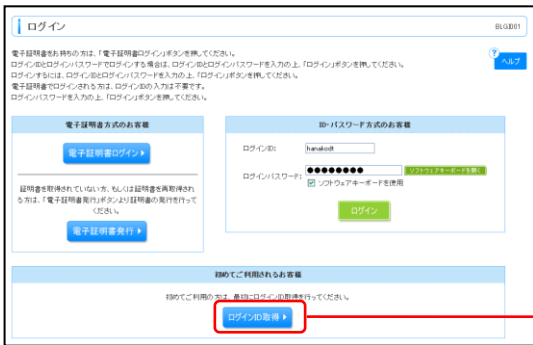 ログイン
BLGI001
電子証明書をお持ちの方は、「電子証明書ログイン」ボタンを押してください。
ログインIDとログインパスワードでログインする場合は、ログインIDとログインパスワードを入力の上、「ログイン」ボタンを押してください。
ログインするには、ログインIDとログインパスワードを入力の上、「ログイン」ボタンを押してください。
電子証明書でログインされる方は、ログインIDの入力は不要です。
ログインパスワードを入力の上、「ログイン」ボタンを押してください。
? ヘルプ
電子証明書方式のお客様
電子証明書ログイン
証明書を取得されていない方、もしくは証明書を再取得され
る方は、「電子証明書発行」ボタンより証明書の発行を行って
ください。
電子証明書発行
ID・パスワード方式のお客様
ログインID: hanakodt
ログインパスワード: ●●●●●●●● ソフトウェアキーボードを開く
ソフトウェアキーボードを使用
ログイン
初めてご利用されるお客様
初めてご利用の方は、最初にログインID取得を行ってください。
ログインID取得